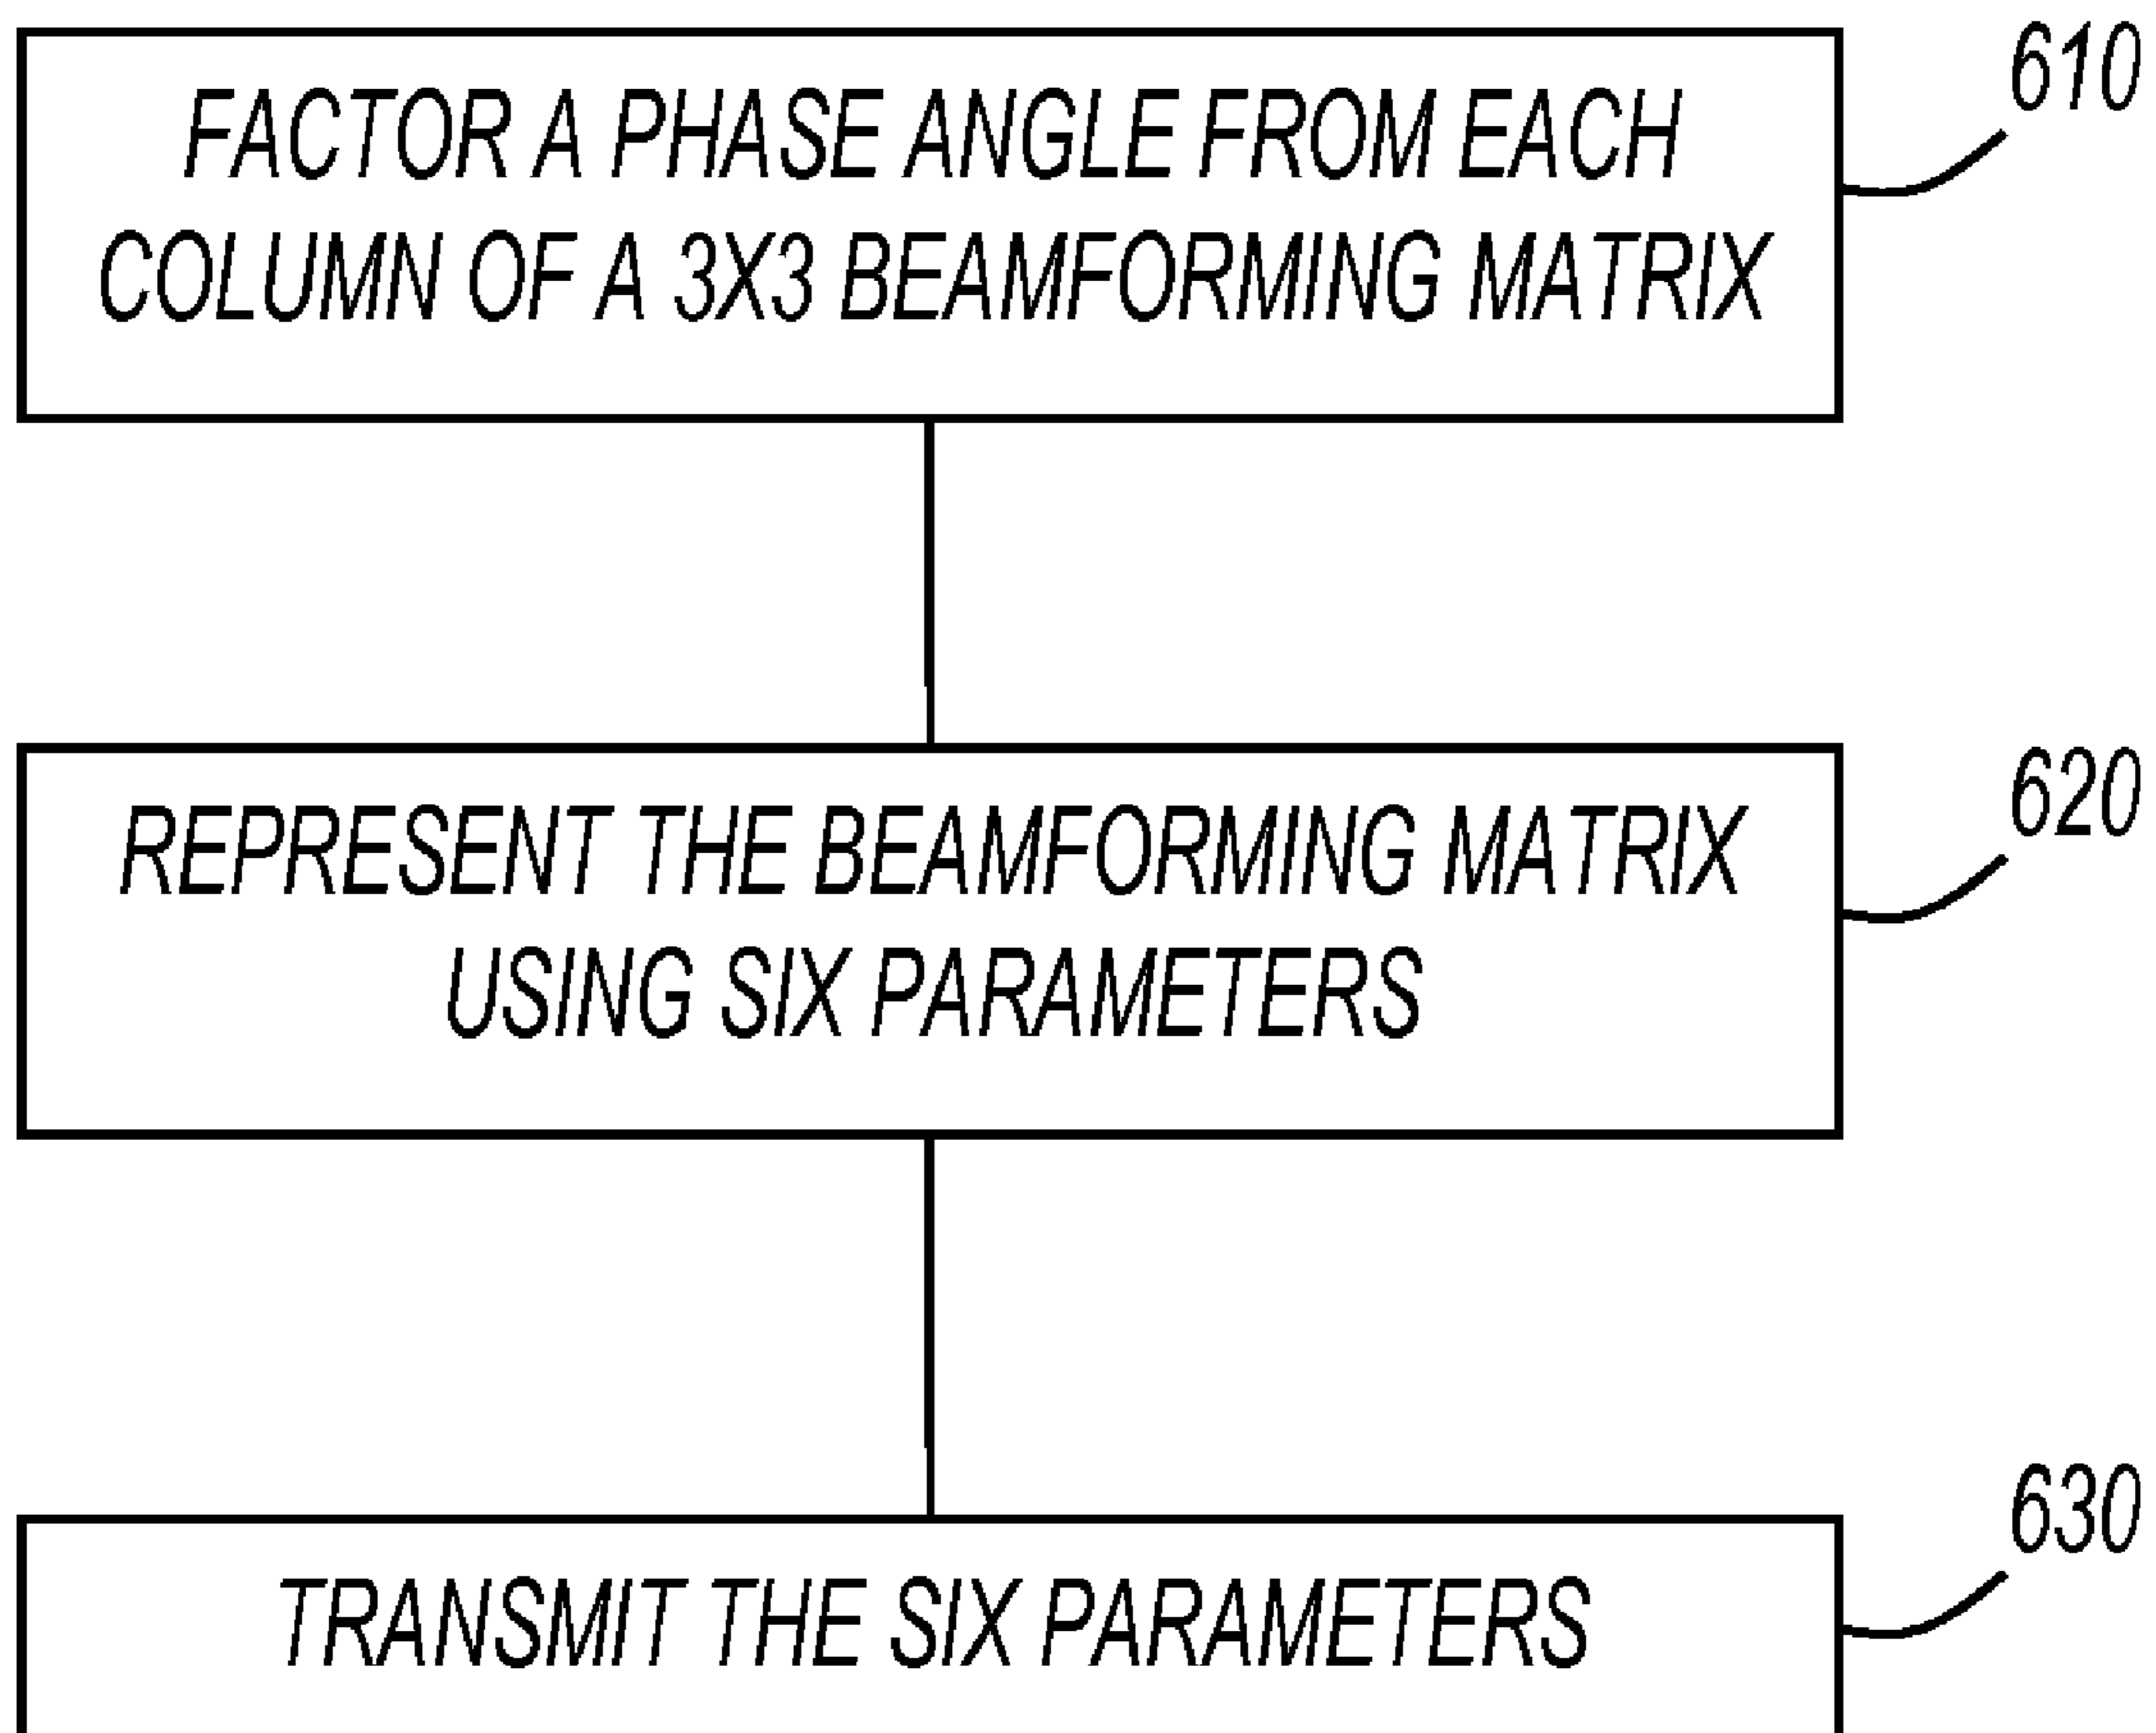 FACTOR A PHASE ANGLE FROM EACH
COLUMN OF A 3X3 BEAMFORMING MATRIX
610
REPRESENT THE BEAMFORMING MATRIX
USING SIX PARAMETERS
620
TRANSMIT THE SIX PARAMETERS
630